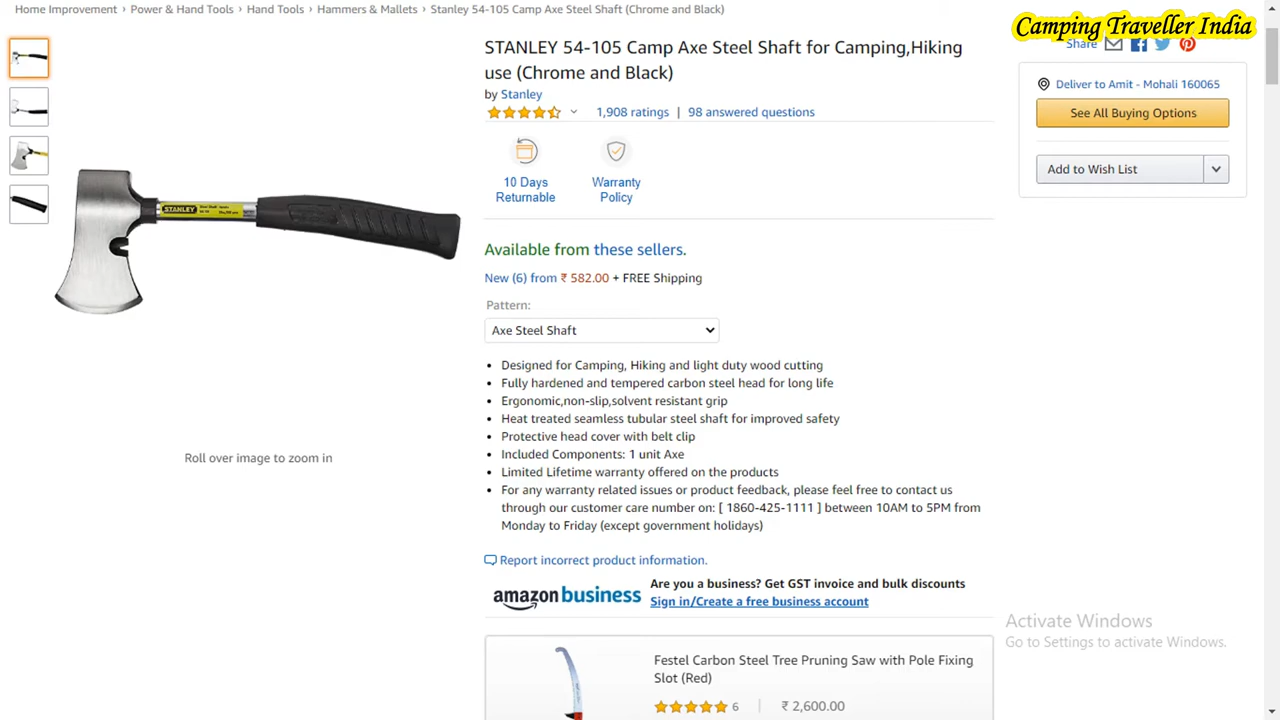 Home Improvement › Power & Hand Tools › Hand Tools › Hammers & Mallets › Stanley 54-105 Camp Axe Steel Shaft (Chrome and Black)
Camping Traveller India
Share
STANLEY 54-105 Camp Axe Steel Shaft for Camping,Hiking
use (Chrome and Black)
by Stanley
1,908 ratings | 98 answered questions
Deliver to Amit - Mohali 160065
See All Buying Options
Add to Wish List
10 Days
Returnable
Warranty
Policy
STANLEY
Available from these sellers.
New (6) from ₹ 582.00 + FREE Shipping
Pattern:
Axe Steel Shaft
• Designed for Camping, Hiking and light duty wood cutting
• Fully hardened and tempered carbon steel head for long life
• Ergonomic,non-slip,solvent resistant grip
• Heat treated seamless tubular steel shaft for improved safety
• Protective head cover with belt clip
• Included Components: 1 unit Axe
• Limited Lifetime warranty offered on the products
• For any warranty related issues or product feedback, please feel free to contact us
through our customer care number on: [ 1860-425-1111 ] between 10AM to 5PM from
Monday to Friday (except government holidays)
Roll over image to zoom in
Report incorrect product information.
amazon business
Are you a business? Get GST invoice and bulk discounts
Sign in/Create a free business account
Activate Windows
Go to Settings to activate Windows.
Festel Carbon Steel Tree Pruning Saw with Pole Fixing
Slot (Red)
6 | ₹ 2,600.00